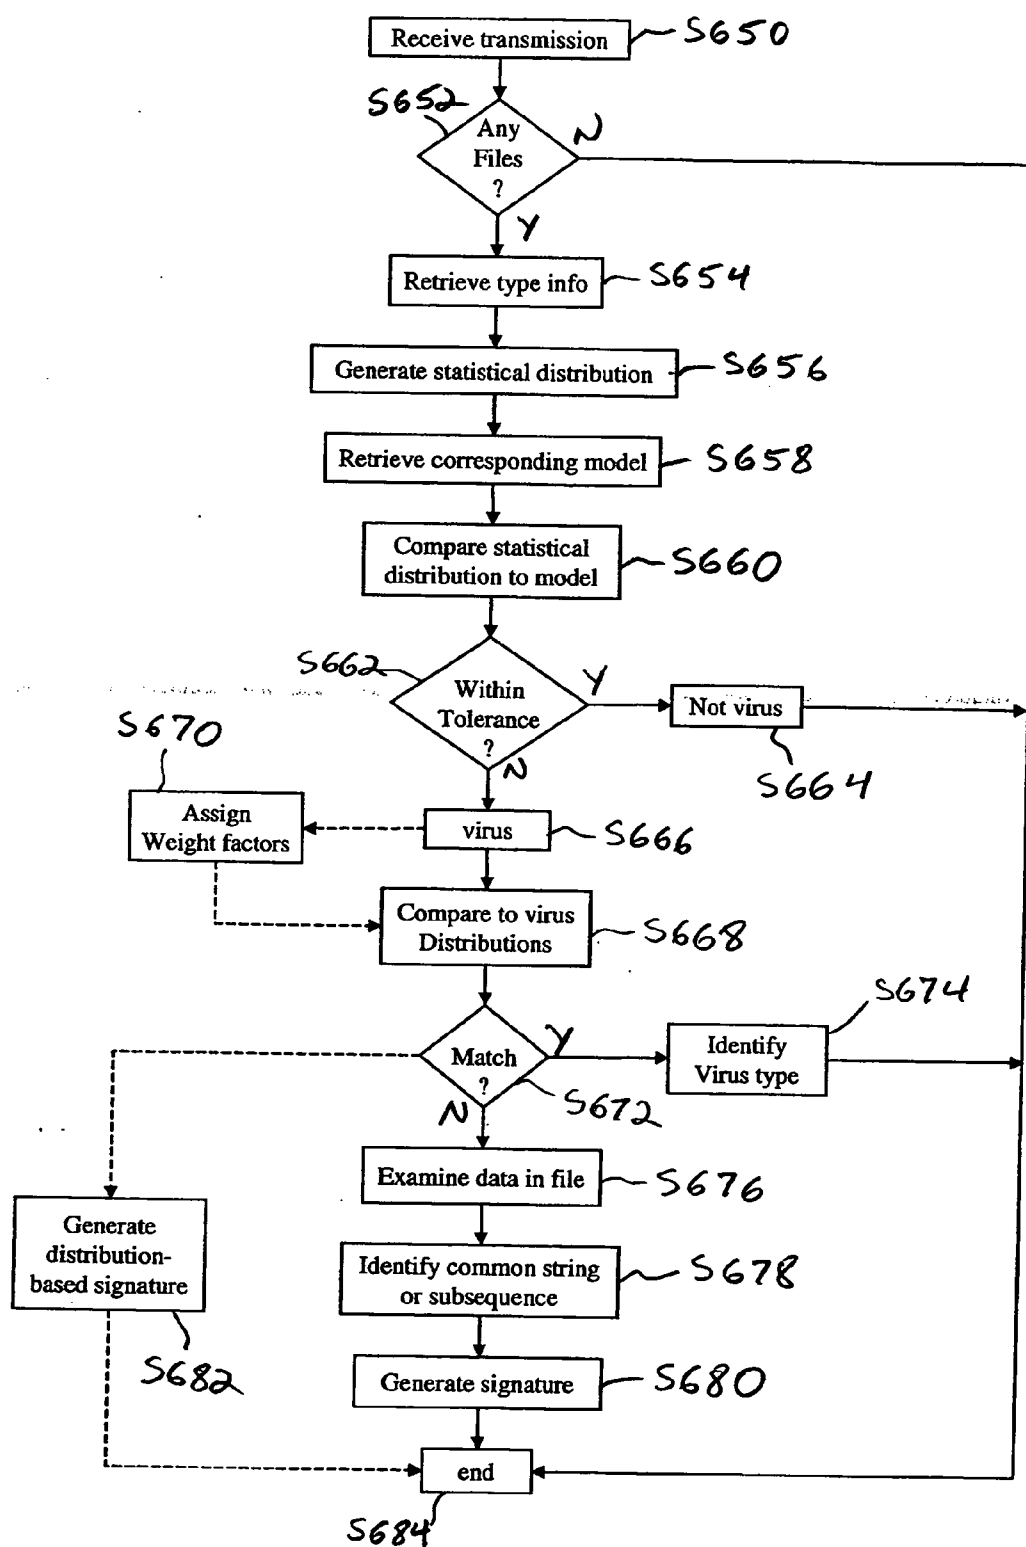 Receive transmission
S650
S652
Any
Files
?
N
Y
Retrieve type info
S654
Generate statistical distribution
S656
Retrieve corresponding model
S658
Compare statistical
distribution to model
S660
S662
Within
Tolerance
?
Y
N
Not virus
S664
S670
Assign
Weight factors
virus
S666
Compare to virus
Distributions
S668
Match
?
Y
N
S672
S674
Identify
Virus type
Examine data in file
S676
Generate
distribution-
based signature
S682
Identify common string
or subsequence
S678
Generate signature
S680
end
S684